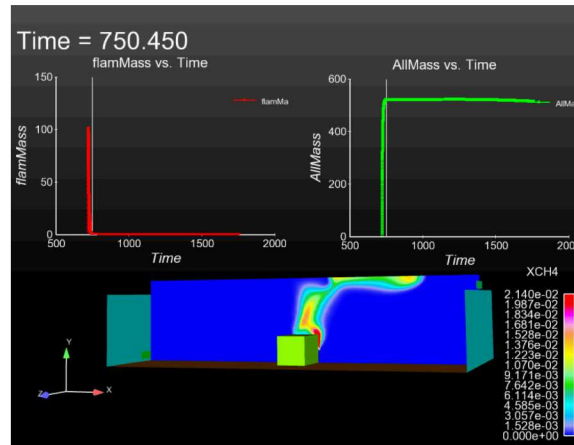 Time = 750.450
flamMass vs. Time
AllMass vs. Time
150
100
50
0
flamMass
flamMa
500
1000
1500
2000
Time
600
400
200
0
AllMass
AllMa
500
1000
1500
2000
Time
XCH4
2.140e-02
1.987e-02
1.834e-02
1.681e-02
1.528e-02
1.376e-02
1.223e-02
1.070e-02
9.171e-03
7.642e-03
6.114e-03
4.585e-03
3.057e-03
1.528e-03
0.000e+00
Y
Z
X